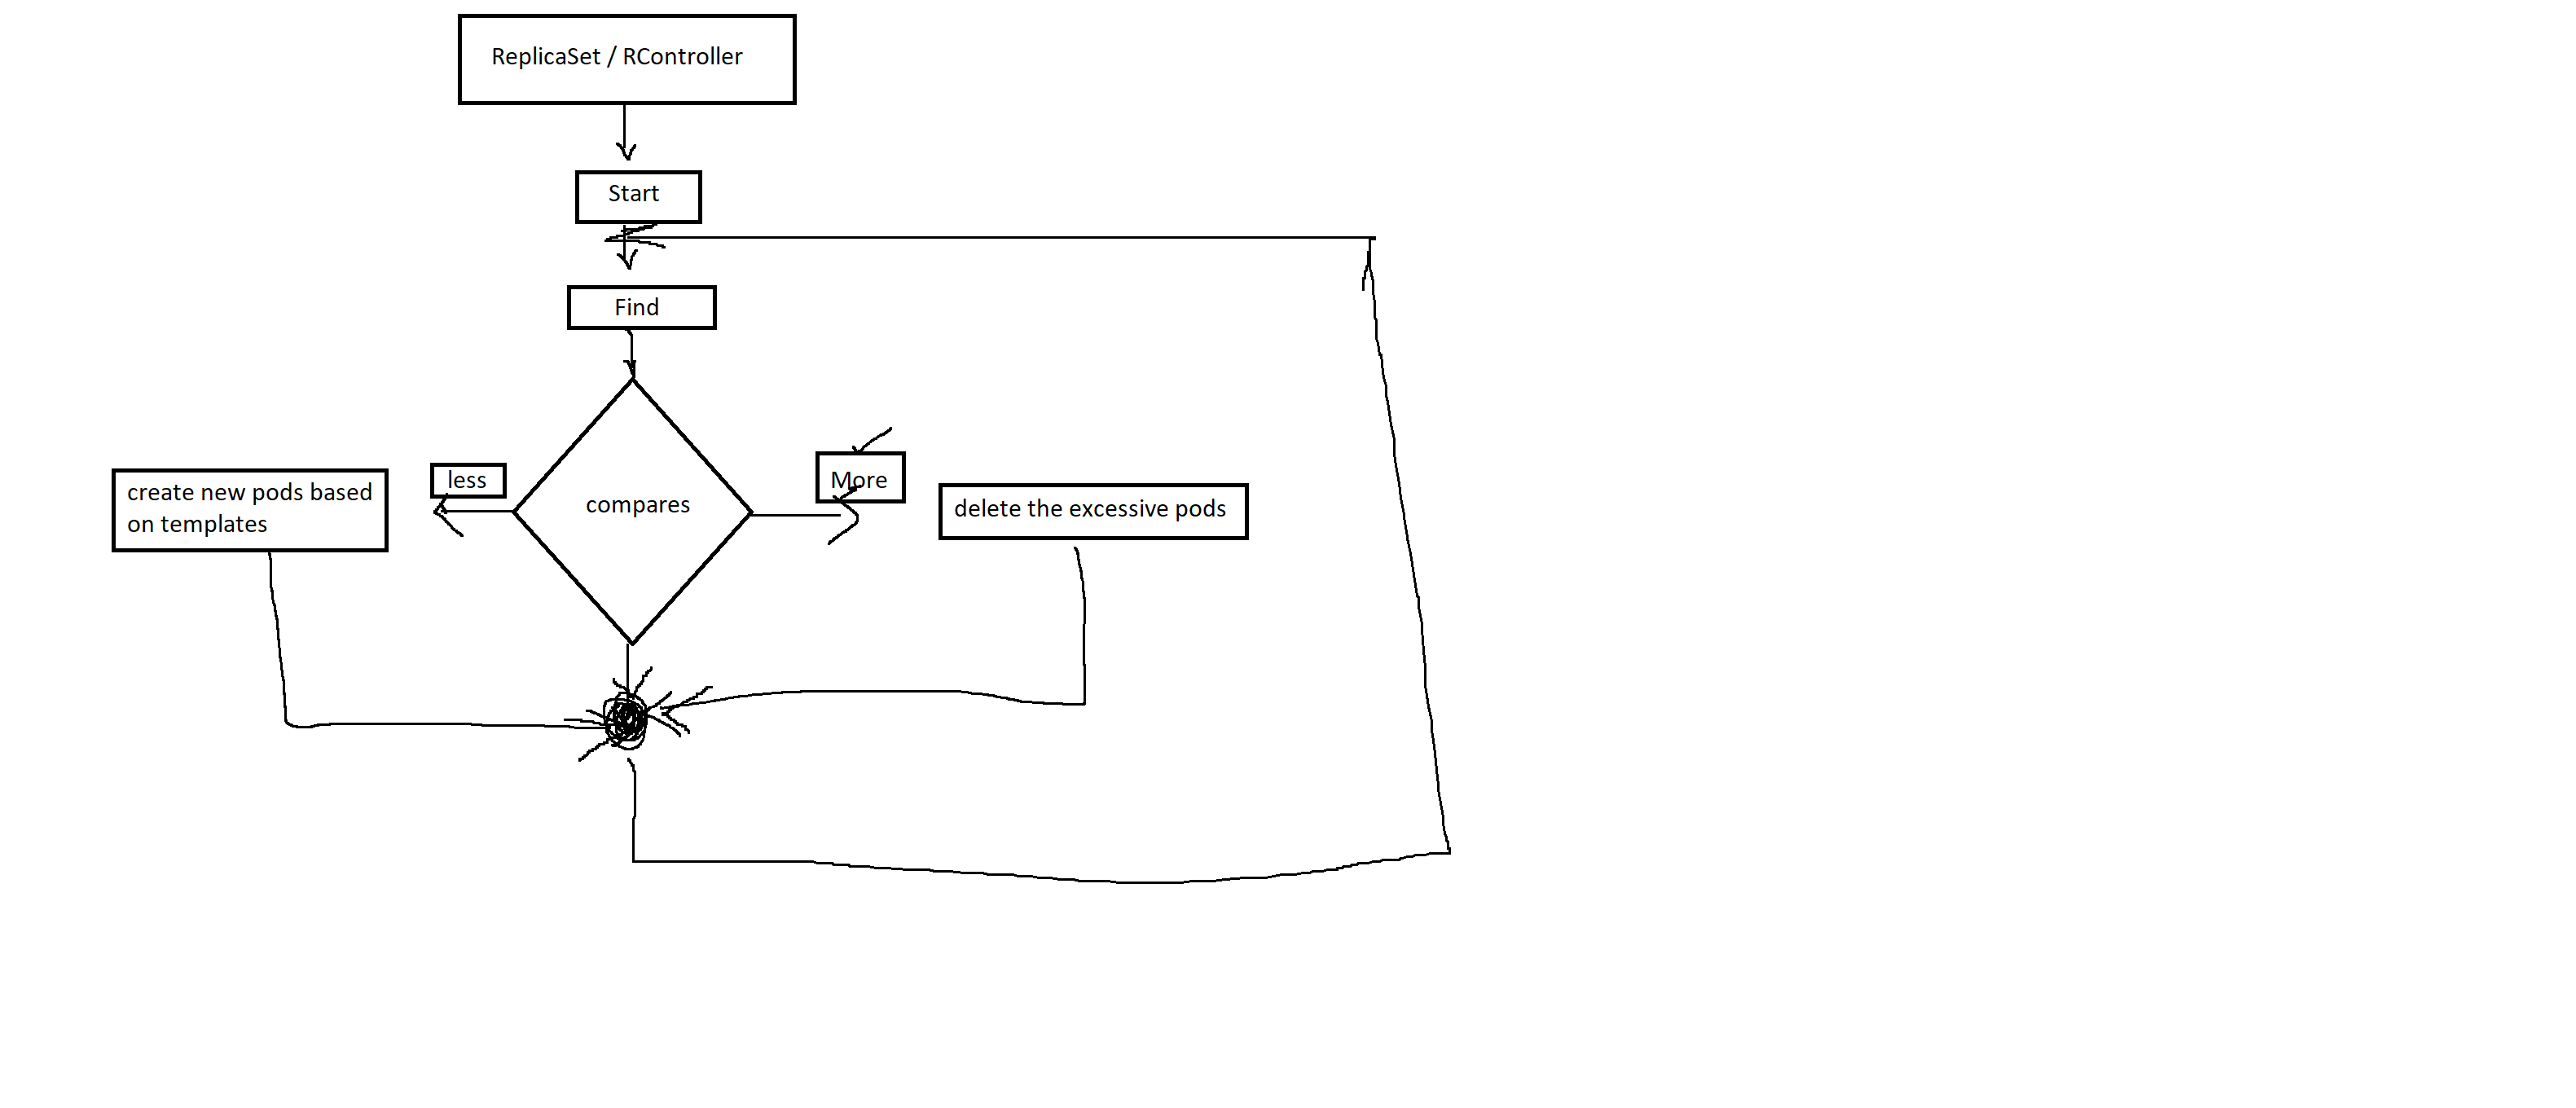 ReplicaSet / RController
Start
Find
less
More
create new pods based
on templates
compares
delete the excessive pods